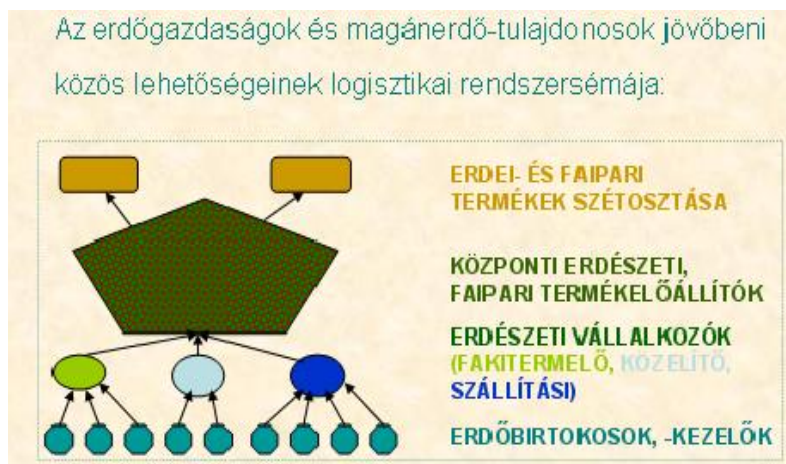 Az erdőgazdaságok és magánerdő-tulajdonosok jövőbeni
közös lehetőségeinek logisztikai rendszersémája:
ERDEI- ÉS FAIPARI
TERMÉKEK SZÉTOSZTÁSA
KÖZPONTI ERDÉSZETI,
FAIPARI TERMÉKELŐÁLLÍTÓK
ERDÉSZETI VÁLLALKOZÓK
(FAKITERMELŐ, KÖZELÍTŐ,
SZÁLLÍTÁSI)
ERDŐBIRTOKOSOK, -KEZELŐK